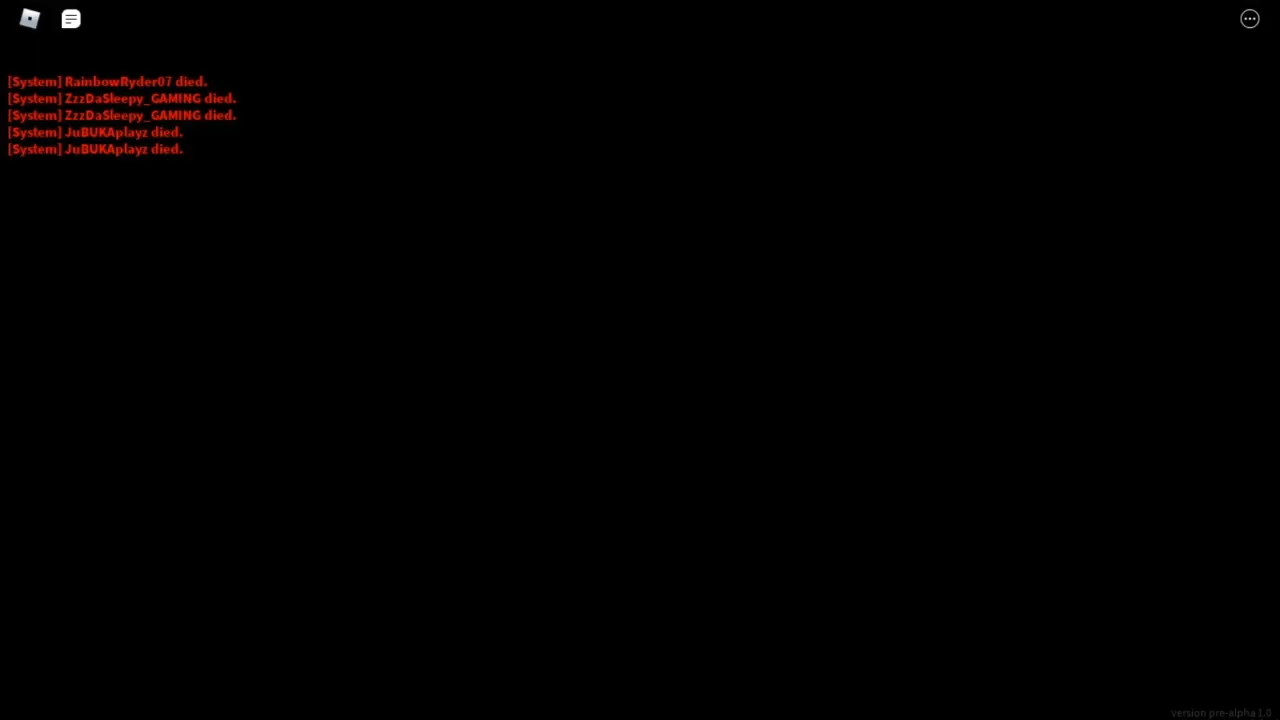 [System] RainbowRyder07 died.
[System] ZzzDaSleepy_GAMING died.
[System] ZzzDaSleepy_GAMING died.
[System] JuBUKAplayz died.
[System] JuBUKAplayz died.
version pre-alpha 1.0